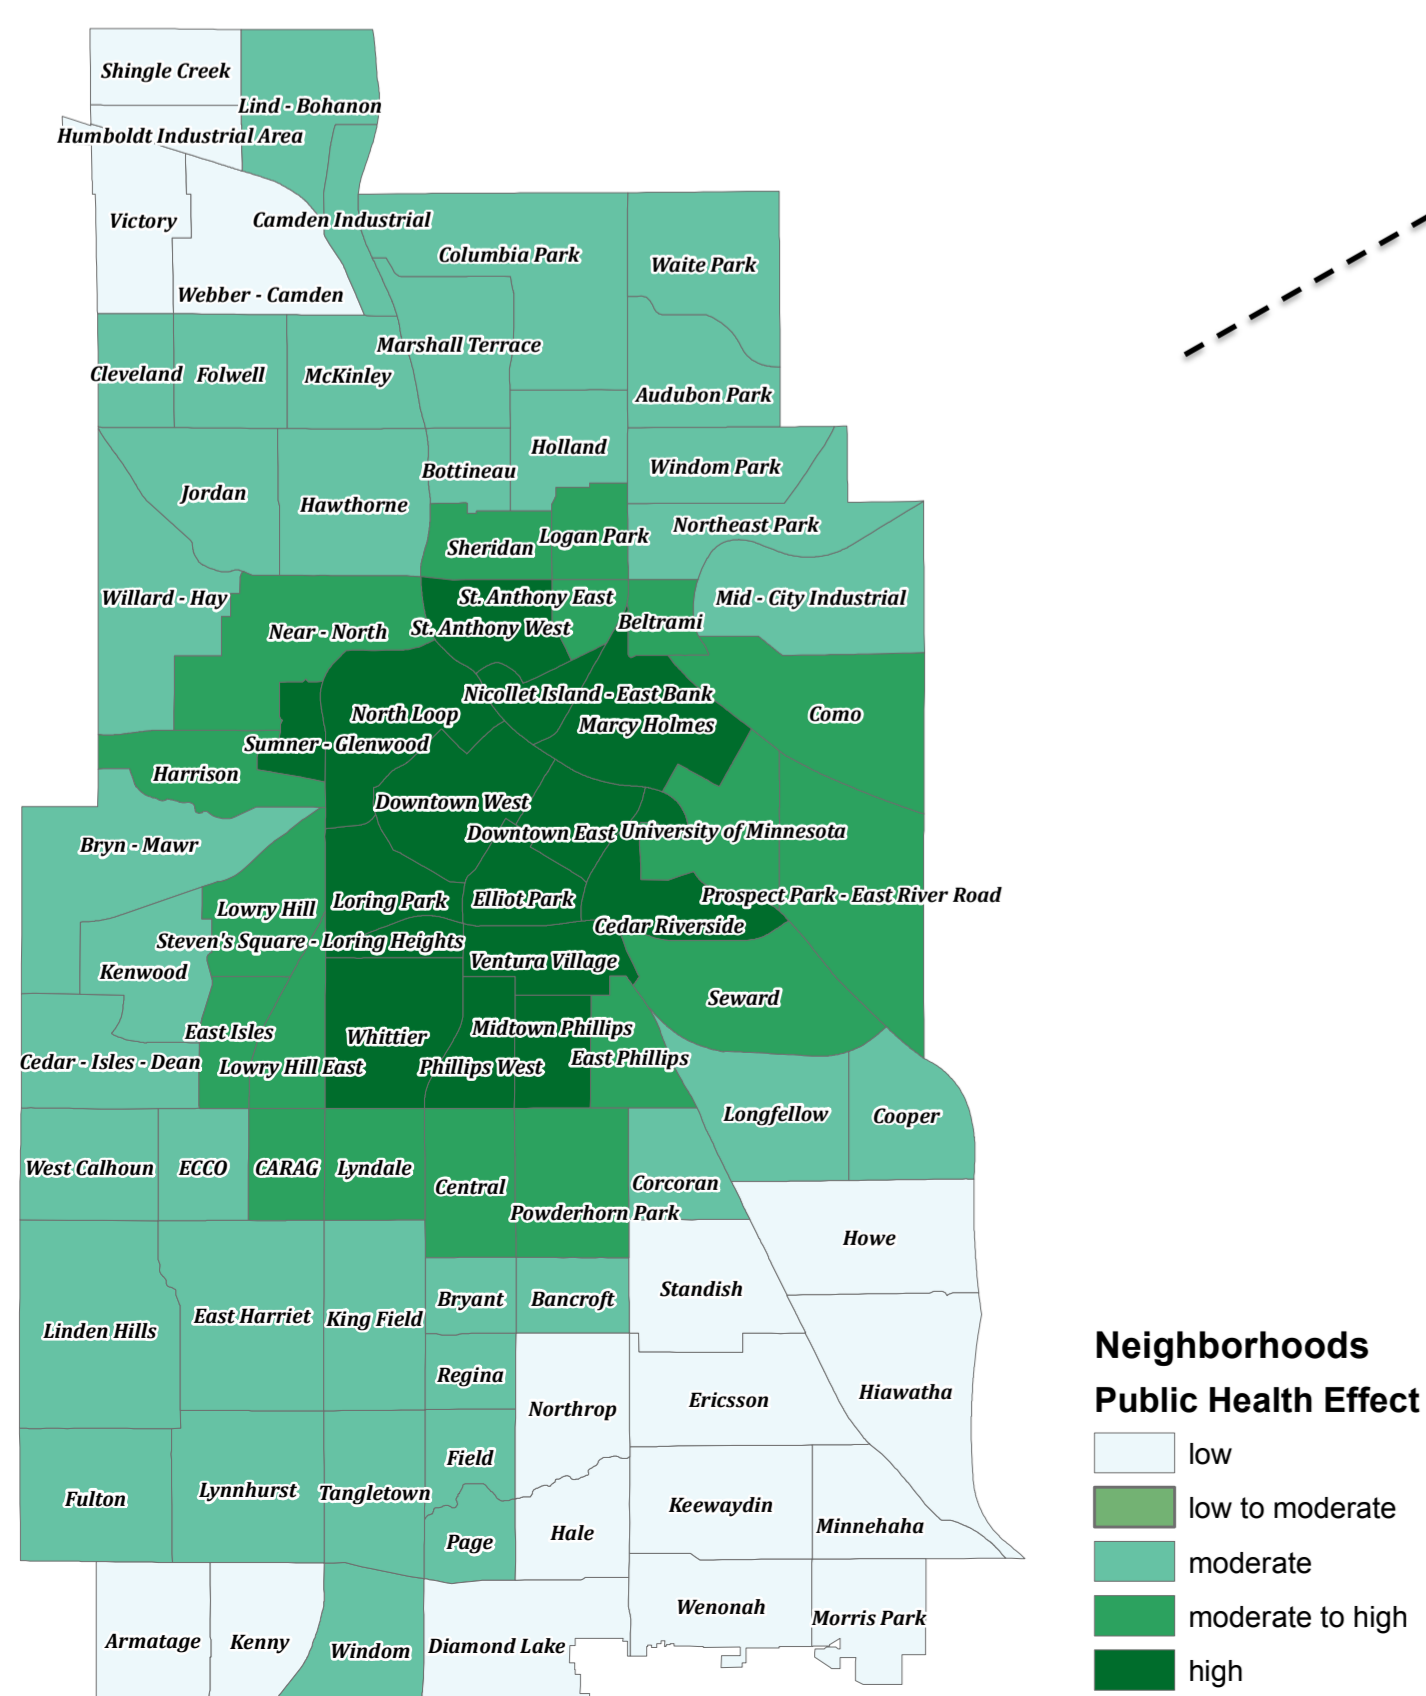 Shingle Creek
Lind - Bohanon
Humboldt Industrial Area
Victory
Camden Industrial
Columbia Park
Waite Park
Webber - Camden
Marshall Terrace
Cleveland
Folwell
McKinley
Audubon Park
Holland
Bottineau
Windom Park
Jordan
Hawthorne
Northeast Park
Logan Park
Sheridan
Willard - Hay
St. Anthony East
Mid - City Industrial
Near - North
St. Anthony West
Beltrami
Nicollet Island - East Bank
North Loop
Marcy Holmes
Como
Sumner - Glenwood
Harrison
Downtown West
Downtown East
University of Minnesota
Bryn - Mawr
Prospect Park - East River Road
Lowry Hill
Loring Park
Elliot Park
Cedar Riverside
Steven's Square - Loring Heights
Ventura Village
Kenwood
Seward
East Isles
Whittier
Midtown Phillips
East Phillips
Cedar - Isles - Dean
Lowry Hill East
Phillips West
Longfellow
Cooper
West Calhoun
ECCO
CARAG
Lyndale
Central
Corcoran
Powderhorn Park
Howe
Standish
Bryant
Bancroft
Linden Hills
East Harriet
King Field
Regina
Northrop
Ericsson
Hiawatha
Field
Fulton
Lynnhurst
Tangletown
Keewaydin
Minnehaha
Page
Hale
Wenonah
Morris Park
Armatage
Kenny
Windom
Diamond Lake
Neighborhoods
Public Health Effect
low
low to moderate
moderate
moderate to high
high